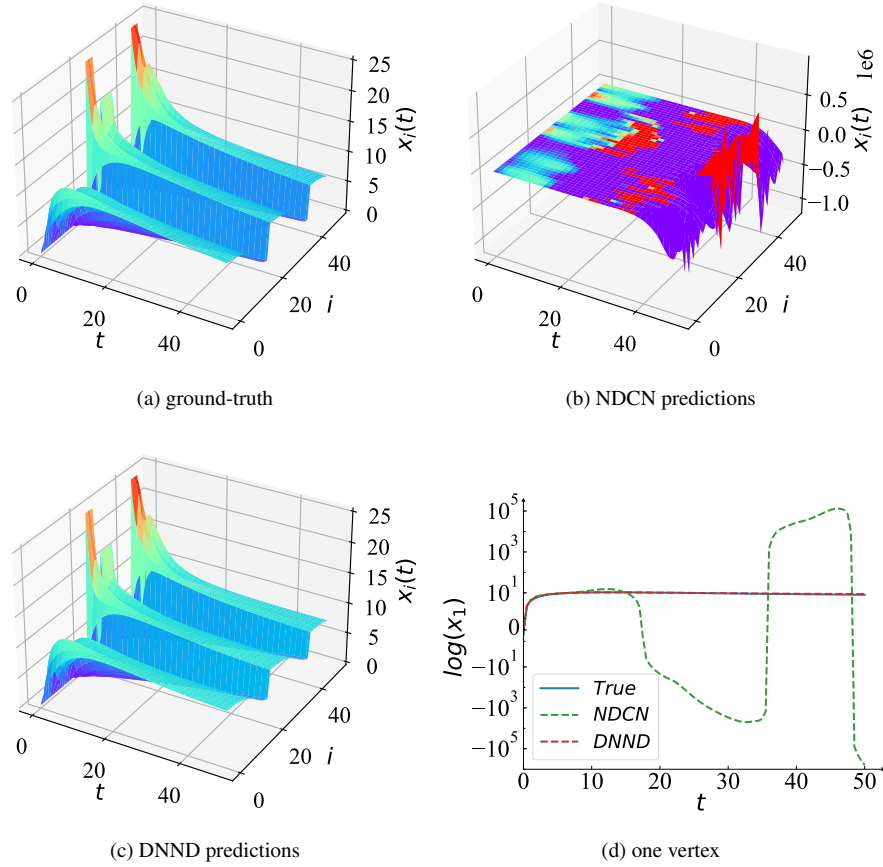 25
20
15
10
5
0
x_i(t)
0
20
40
t
0
20
40
i
(a) ground-truth
1e6
0.5
0.0
−0.5
−1.0
x_i(t)
0
20
40
t
0
20
40
i
(b) NDCN predictions
25
20
15
10
5
0
x_i(t)
0
20
40
t
0
20
40
i
(c) DNND predictions
10^5
10^3
10^1
0
−10^1
−10^3
−10^5
log(x_1)
True
NDCN
DNND
0 10 20 30 40 50
t
(d) one vertex